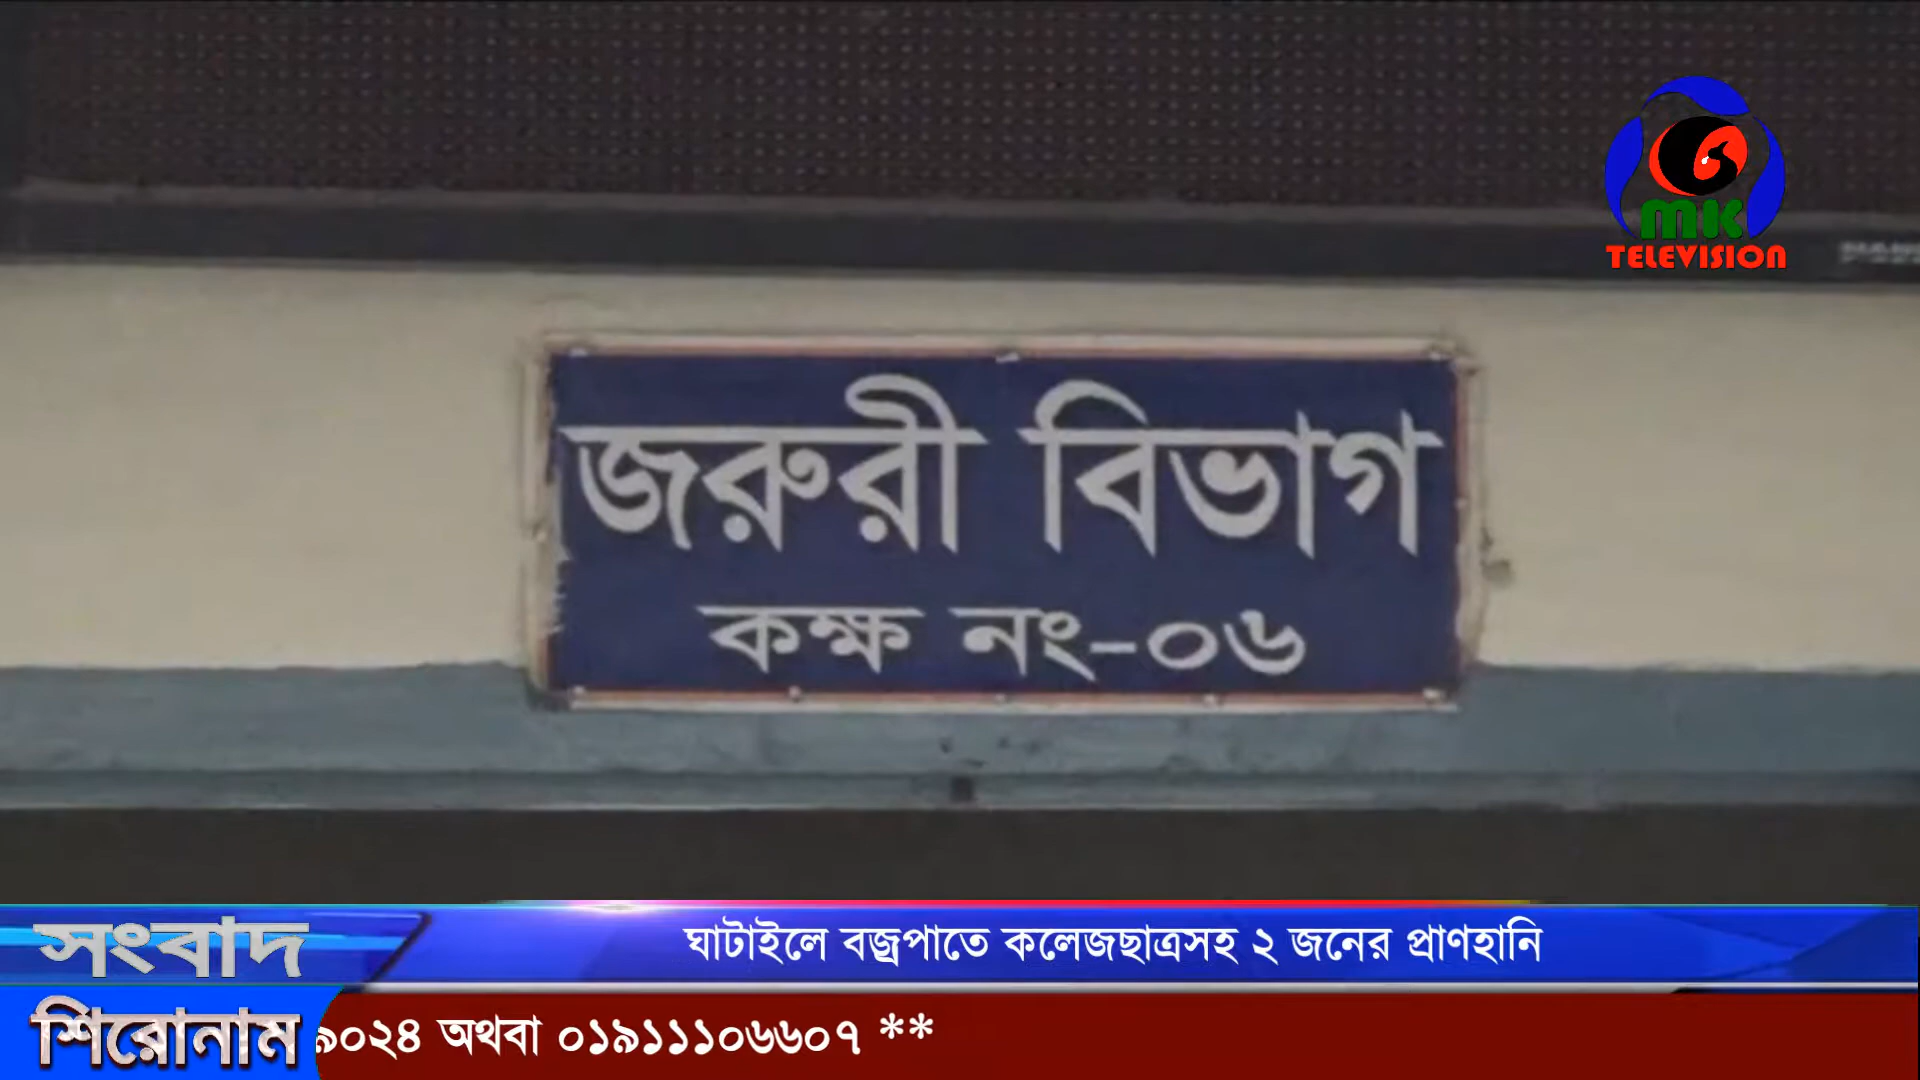 MK
TELEVISION
জরুরী বিভাগ
কক্ষ নং-০৬
সংবাদ
ঘাটাইলে বজ্রপাতে কলেজছাত্রসহ ২ জনের প্রাণহানি
শিরোনাম
৯০২৪ অথবা ০১৯১১১০৬৬০৭ **